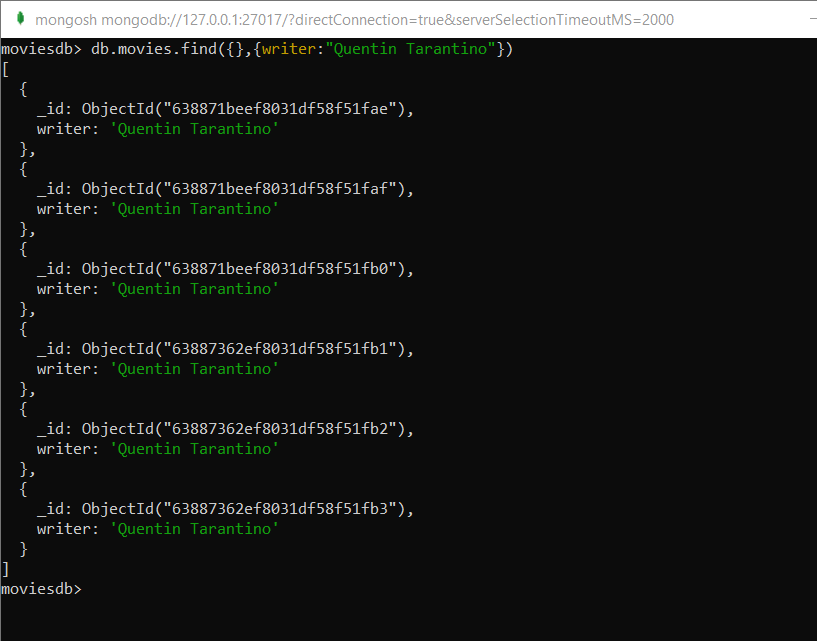 mongosh mongodb://127.0.0.1:27017/?directConnection=true&serverSelectionTimeoutMS=2000
moviesdb> db.movies.find({},{writer:"Quentin Tarantino"})
[
  {
    _id: ObjectId("638871beef8031df58f51fae"),
    writer: 'Quentin Tarantino'
  },
  {
    _id: ObjectId("638871beef8031df58f51faf"),
    writer: 'Quentin Tarantino'
  },
  {
    _id: ObjectId("638871beef8031df58f51fb0"),
    writer: 'Quentin Tarantino'
  },
  {
    _id: ObjectId("63887362ef8031df58f51fb1"),
    writer: 'Quentin Tarantino'
  },
  {
    _id: ObjectId("63887362ef8031df58f51fb2"),
    writer: 'Quentin Tarantino'
  },
  {
    _id: ObjectId("63887362ef8031df58f51fb3"),
    writer: 'Quentin Tarantino'
  }
]
moviesdb>